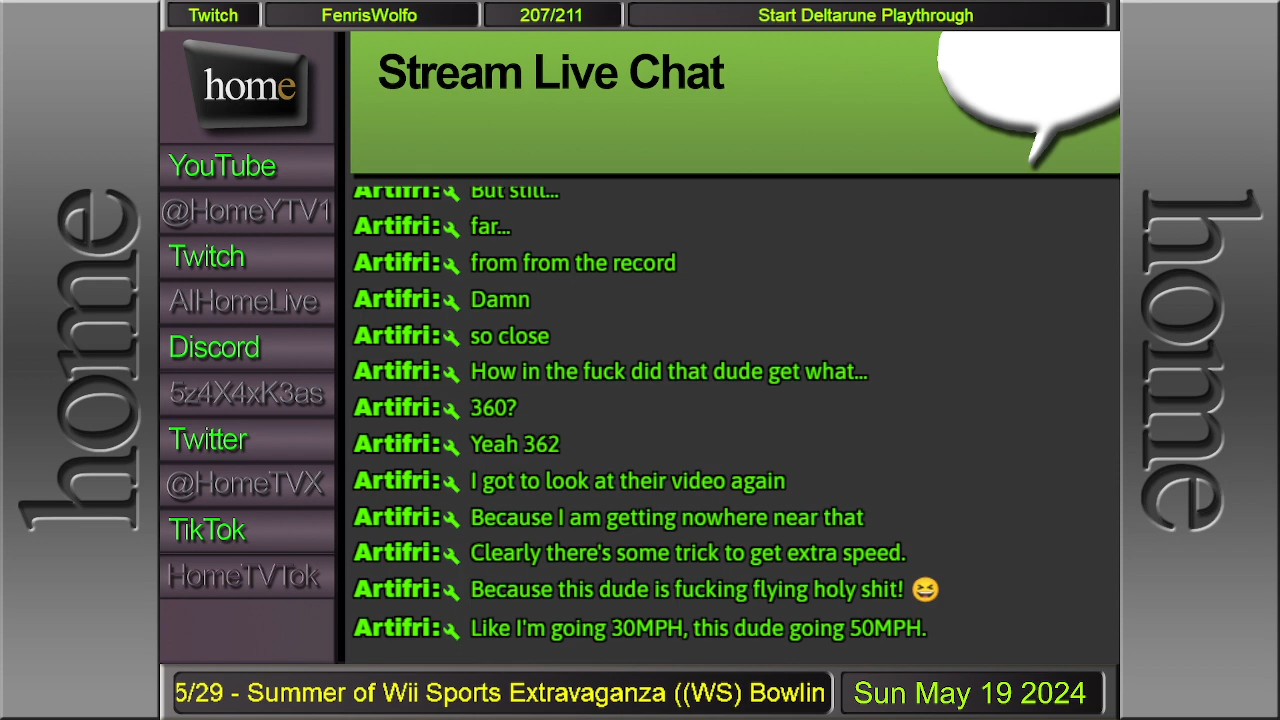 Twitch
FenrisWolfo
207/211
Start Deltarune Playthrough
home
Stream Live Chat
home
home
YouTube
@HomeYTV1
Twitch
AIHomeLive
Discord
5z4X4xK3as
Twitter
@HomeTVX
TikTok
HomeTVTok
Artifri: But still...
Artifri: far...
Artifri: from from the record
Artifri: Damn
Artifri: so close
Artifri: How in the fuck did that dude get what...
Artifri: 360?
Artifri: Yeah 362
Artifri: I got to look at their video again
Artifri: Because I am getting nowhere near that
Artifri: Clearly there's some trick to get extra speed.
Artifri: Because this dude is fucking flying holy shit! 😆
Artifri: Like I'm going 30MPH, this dude going 50MPH.
5/29 - Summer of Wii Sports Extravaganza ((WS) Bowlin
Sun May 19 2024